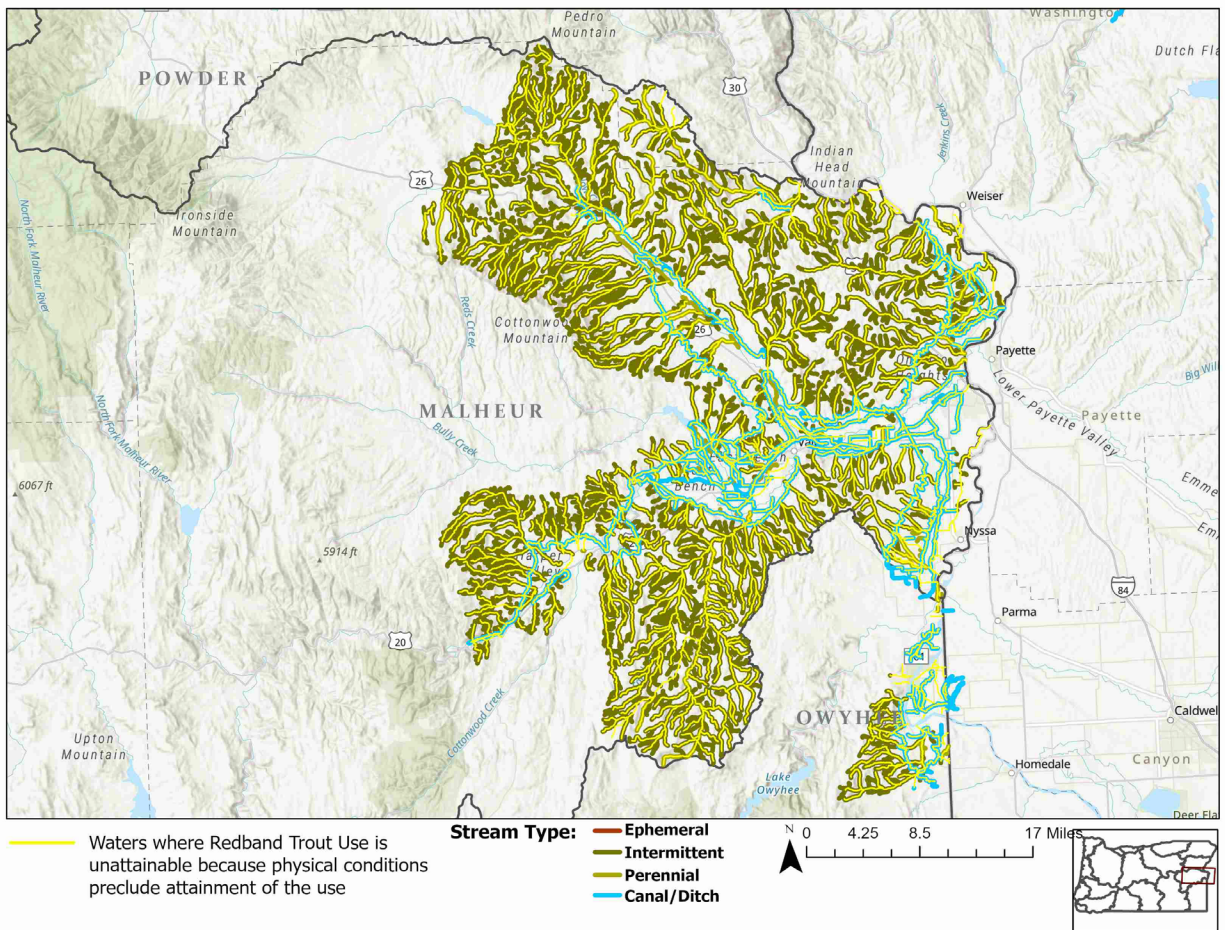 Pedro
Mountain
Washingto
Dutch Fla
POWDER
30
Jenkins Creek
Indian
Head
Mountain
26
Weiser
Ironside
Mountain
North Fork Malheur River
Reds Creek
Cottonwoo
Mountain
26
Payette
Big Will
Lower Payette Valley
Payette
MALHEUR
North Fork Malheur River
Bully Creek
Bench
Emme
6067 ft
Em
Nyssa
5914 ft
84
Parma
20
OWYHEE
Caldwel
Cottonwood Creek
Upton
Mountain
Canyon
Homedale
Lake
Owyhee
Deer Fla
Waters where Redband Trout Use is
unattainable because physical conditions
preclude attainment of the use
Stream Type:
Ephemeral
Intermittent
Perennial
Canal/Ditch
N
0 4.25 8.5 17 Miles